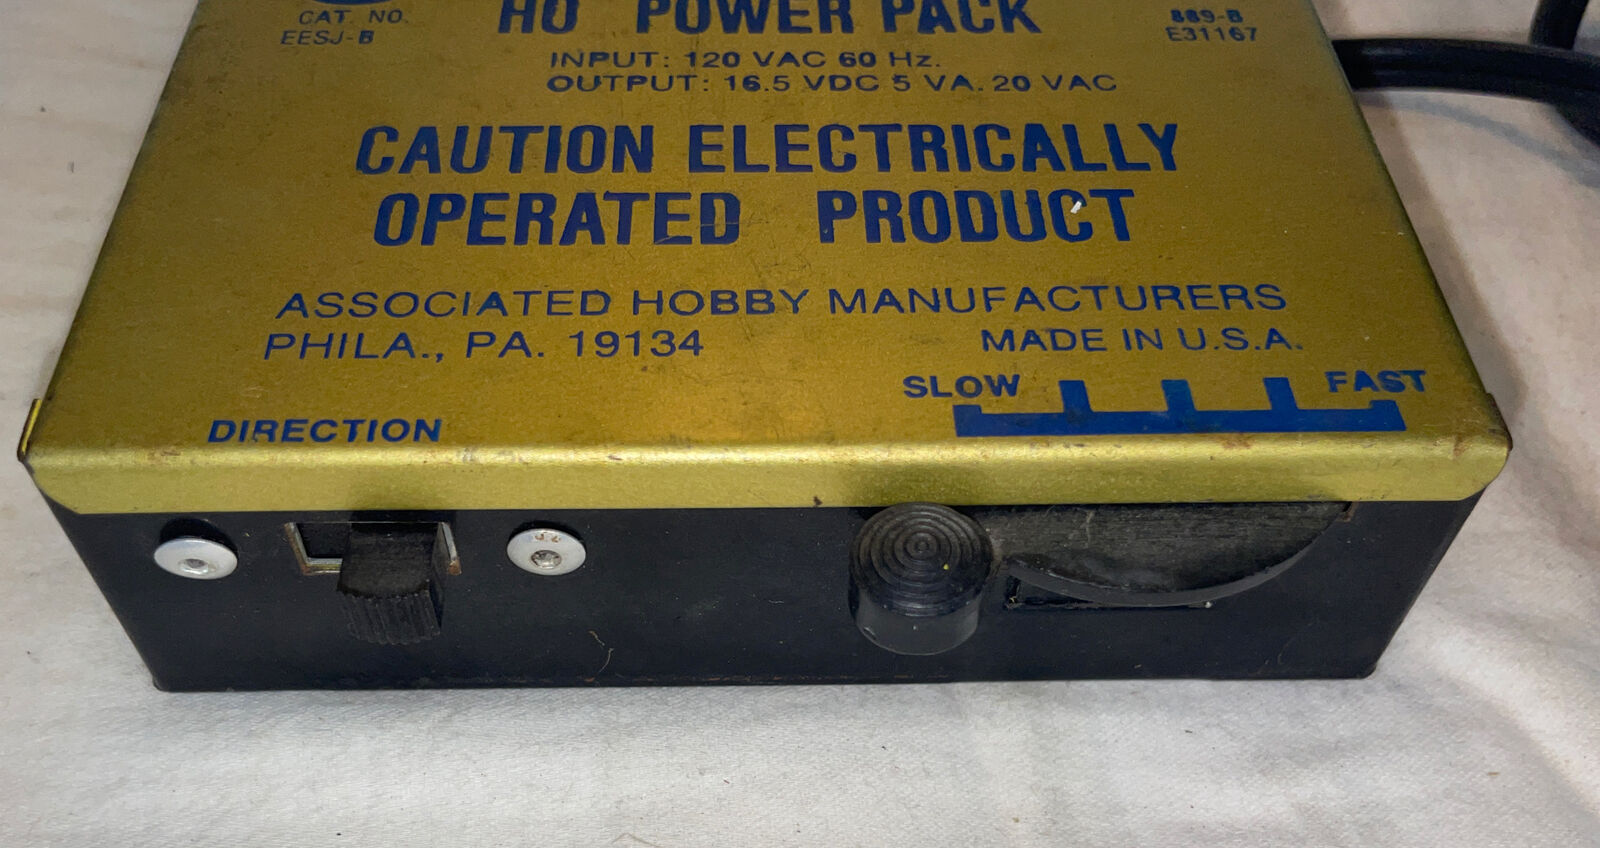 CAT. NO.
EESJ-B
HO POWER PACK
889-B
E31167
INPUT: 120 VAC 60 Hz.
OUTPUT: 16.5 VDC 5 VA. 20 VAC
CAUTION ELECTRICALLY
OPERATED PRODUCT
ASSOCIATED HOBBY MANUFACTURERS
PHILA., PA. 19134
MADE IN U.S.A.
SLOW
FAST
DIRECTION